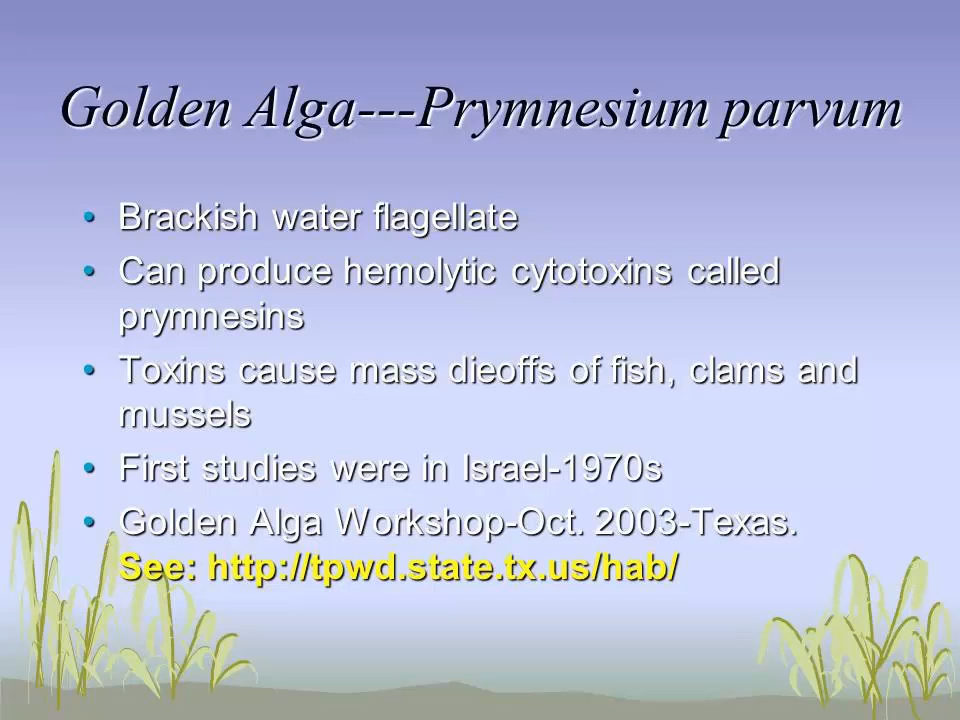 Golden Alga---Prymnesium parvum
• Brackish water flagellate
• Can produce hemolytic cytotoxins called
prymnesins
• Toxins cause mass dieoffs of fish, clams and
mussels
• First studies were in Israel-1970s
• Golden Alga Workshop-Oct. 2003-Texas.
See: http://tpwd.state.tx.us/hab/